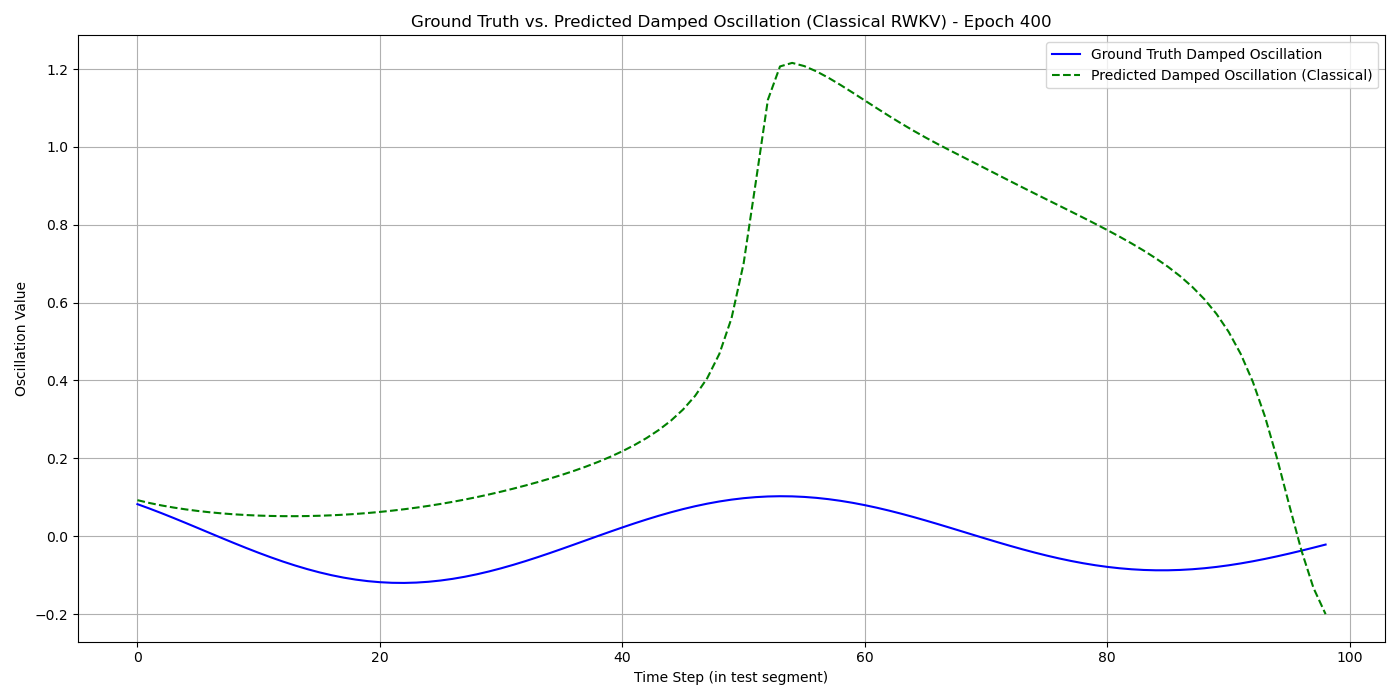 Ground Truth vs. Predicted Damped Oscillation (Classical RWKV) - Epoch 400
Ground Truth Damped Oscillation
Predicted Damped Oscillation (Classical)
Oscillation Value
1.2
1.0
0.8
0.6
0.4
0.2
0.0
−0.2
0 20 40 60 80 100
Time Step (in test segment)